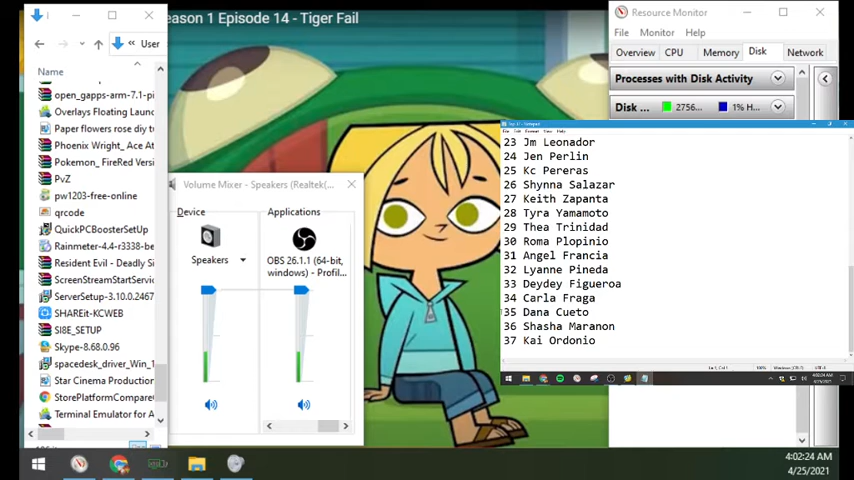 eason 1 Episode 14 - Tiger Fail
User
Name
open_gapps-arm-7.1-pi
Overlays Floating Launc
Paper flowers rose diy tu
Phoenix Wright_ Ace At
Pokemon_ FireRed Versio
PvZ
pw1203-free-online
qrcode
QuickPCBoosterSetUp
Rainmeter-4.4-r3338-be
Resident Evil - Deadly Si
ScreenStreamStartServic
ServerSetup-3.10.0.2467
SHAREit-KCWEB
SI8E_SETUP
Skype-8.68.0.96
spacedesk_driver_Win_1
Star Cinema Production
StorePlatformCompare
Terminal Emulator for A
Volume Mixer - Speakers (Realtek(...
Device
Applications
Speakers
OBS 26.1.1 (64-bit,
windows) - Profil...
Resource Monitor
File Monitor Help
Overview CPU Memory Disk Network
Processes with Disk Activity
Disk ... 2756... 1% H...
23 Jm Leonador
24 Jen Perlin
25 Kc Pereras
26 Shynna Salazar
27 Keith Zapanta
28 Tyra Yamamoto
29 Thea Trinidad
30 Roma Plopinio
31 Angel Francia
32 Lyanne Pineda
33 Deydey Figueroa
34 Carla Fraga
35 Dana Cueto
36 Shasha Maranon
37 Kai Ordonio
4:02:24 AM
4/25/2021